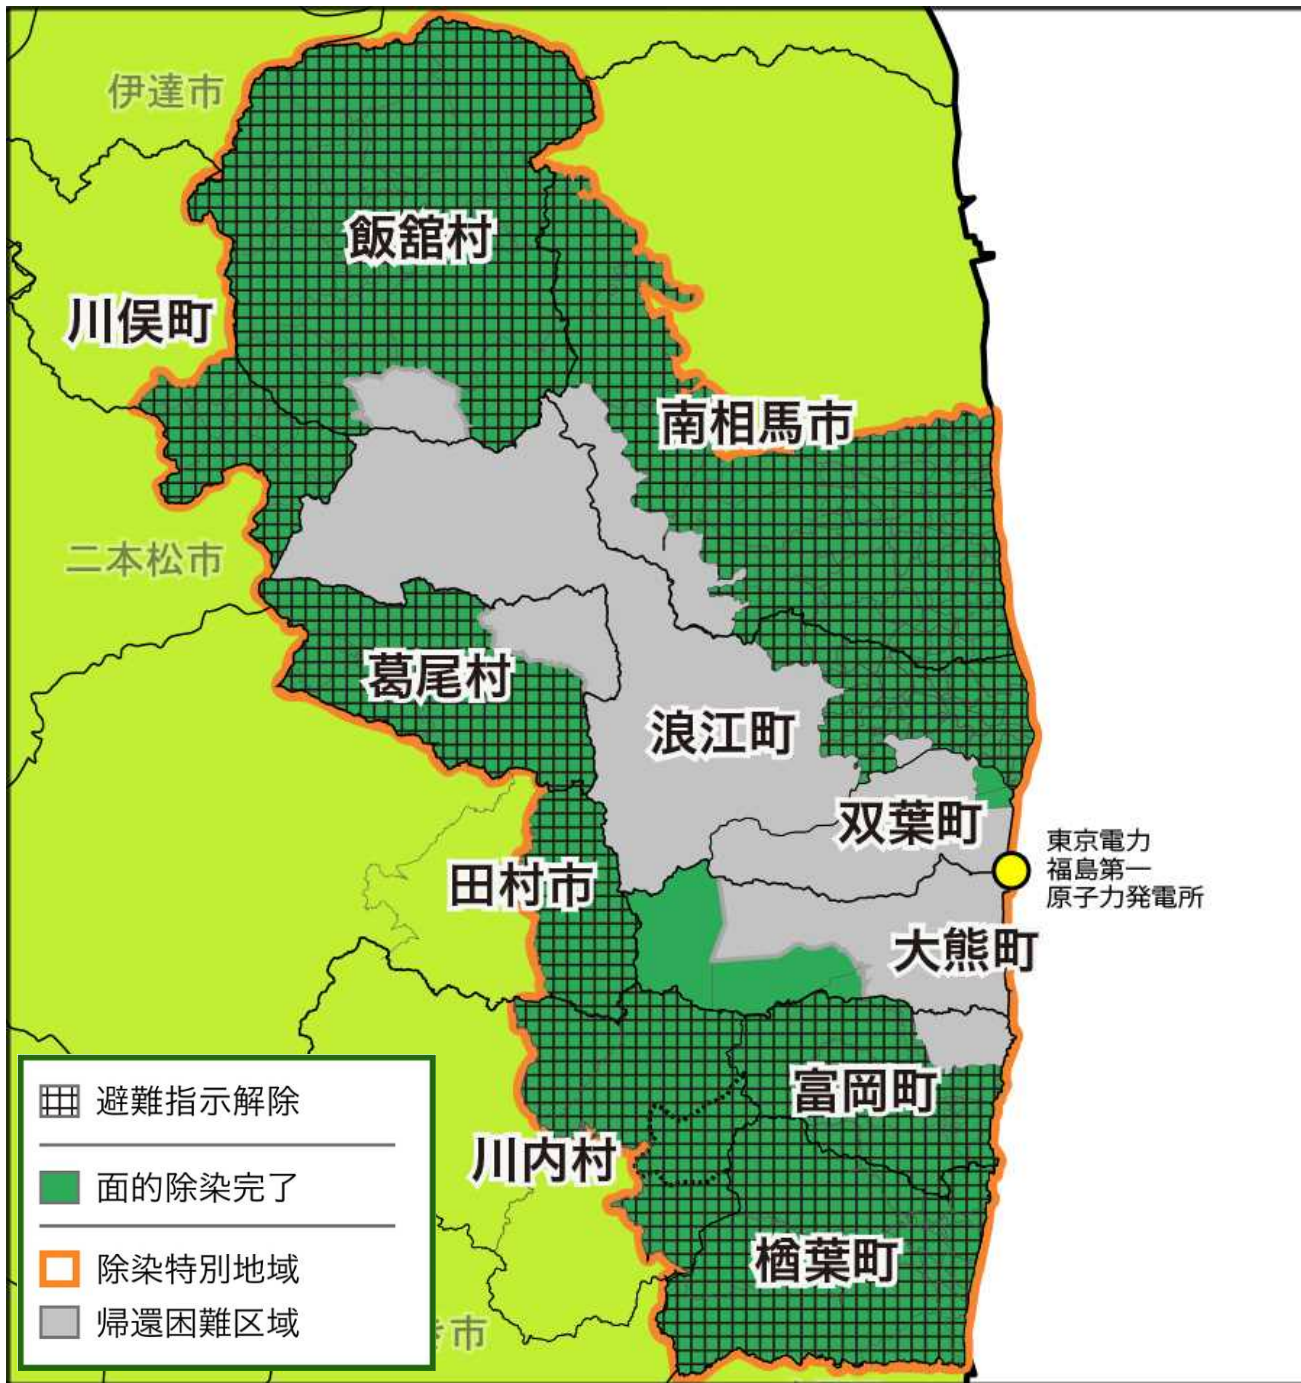 伊達市
飯舘村
川俣町
南相馬市
二本松市
葛尾村
浪江町
双葉町
東京電力
福島第一
原子力発電所
田村市
大熊町
富岡町
川内村
楢葉町
避難指示解除
面的除染完了
除染特別地域
帰還困難区域
き市